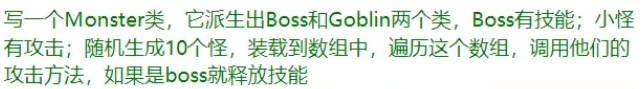 写一个Monster类，它派生出Boss和Goblin两个类，Boss有技能；小怪
有攻击；随机生成10个怪，装载到数组中，遍历这个数组，调用他们的
攻击方法，如果是boss就释放技能